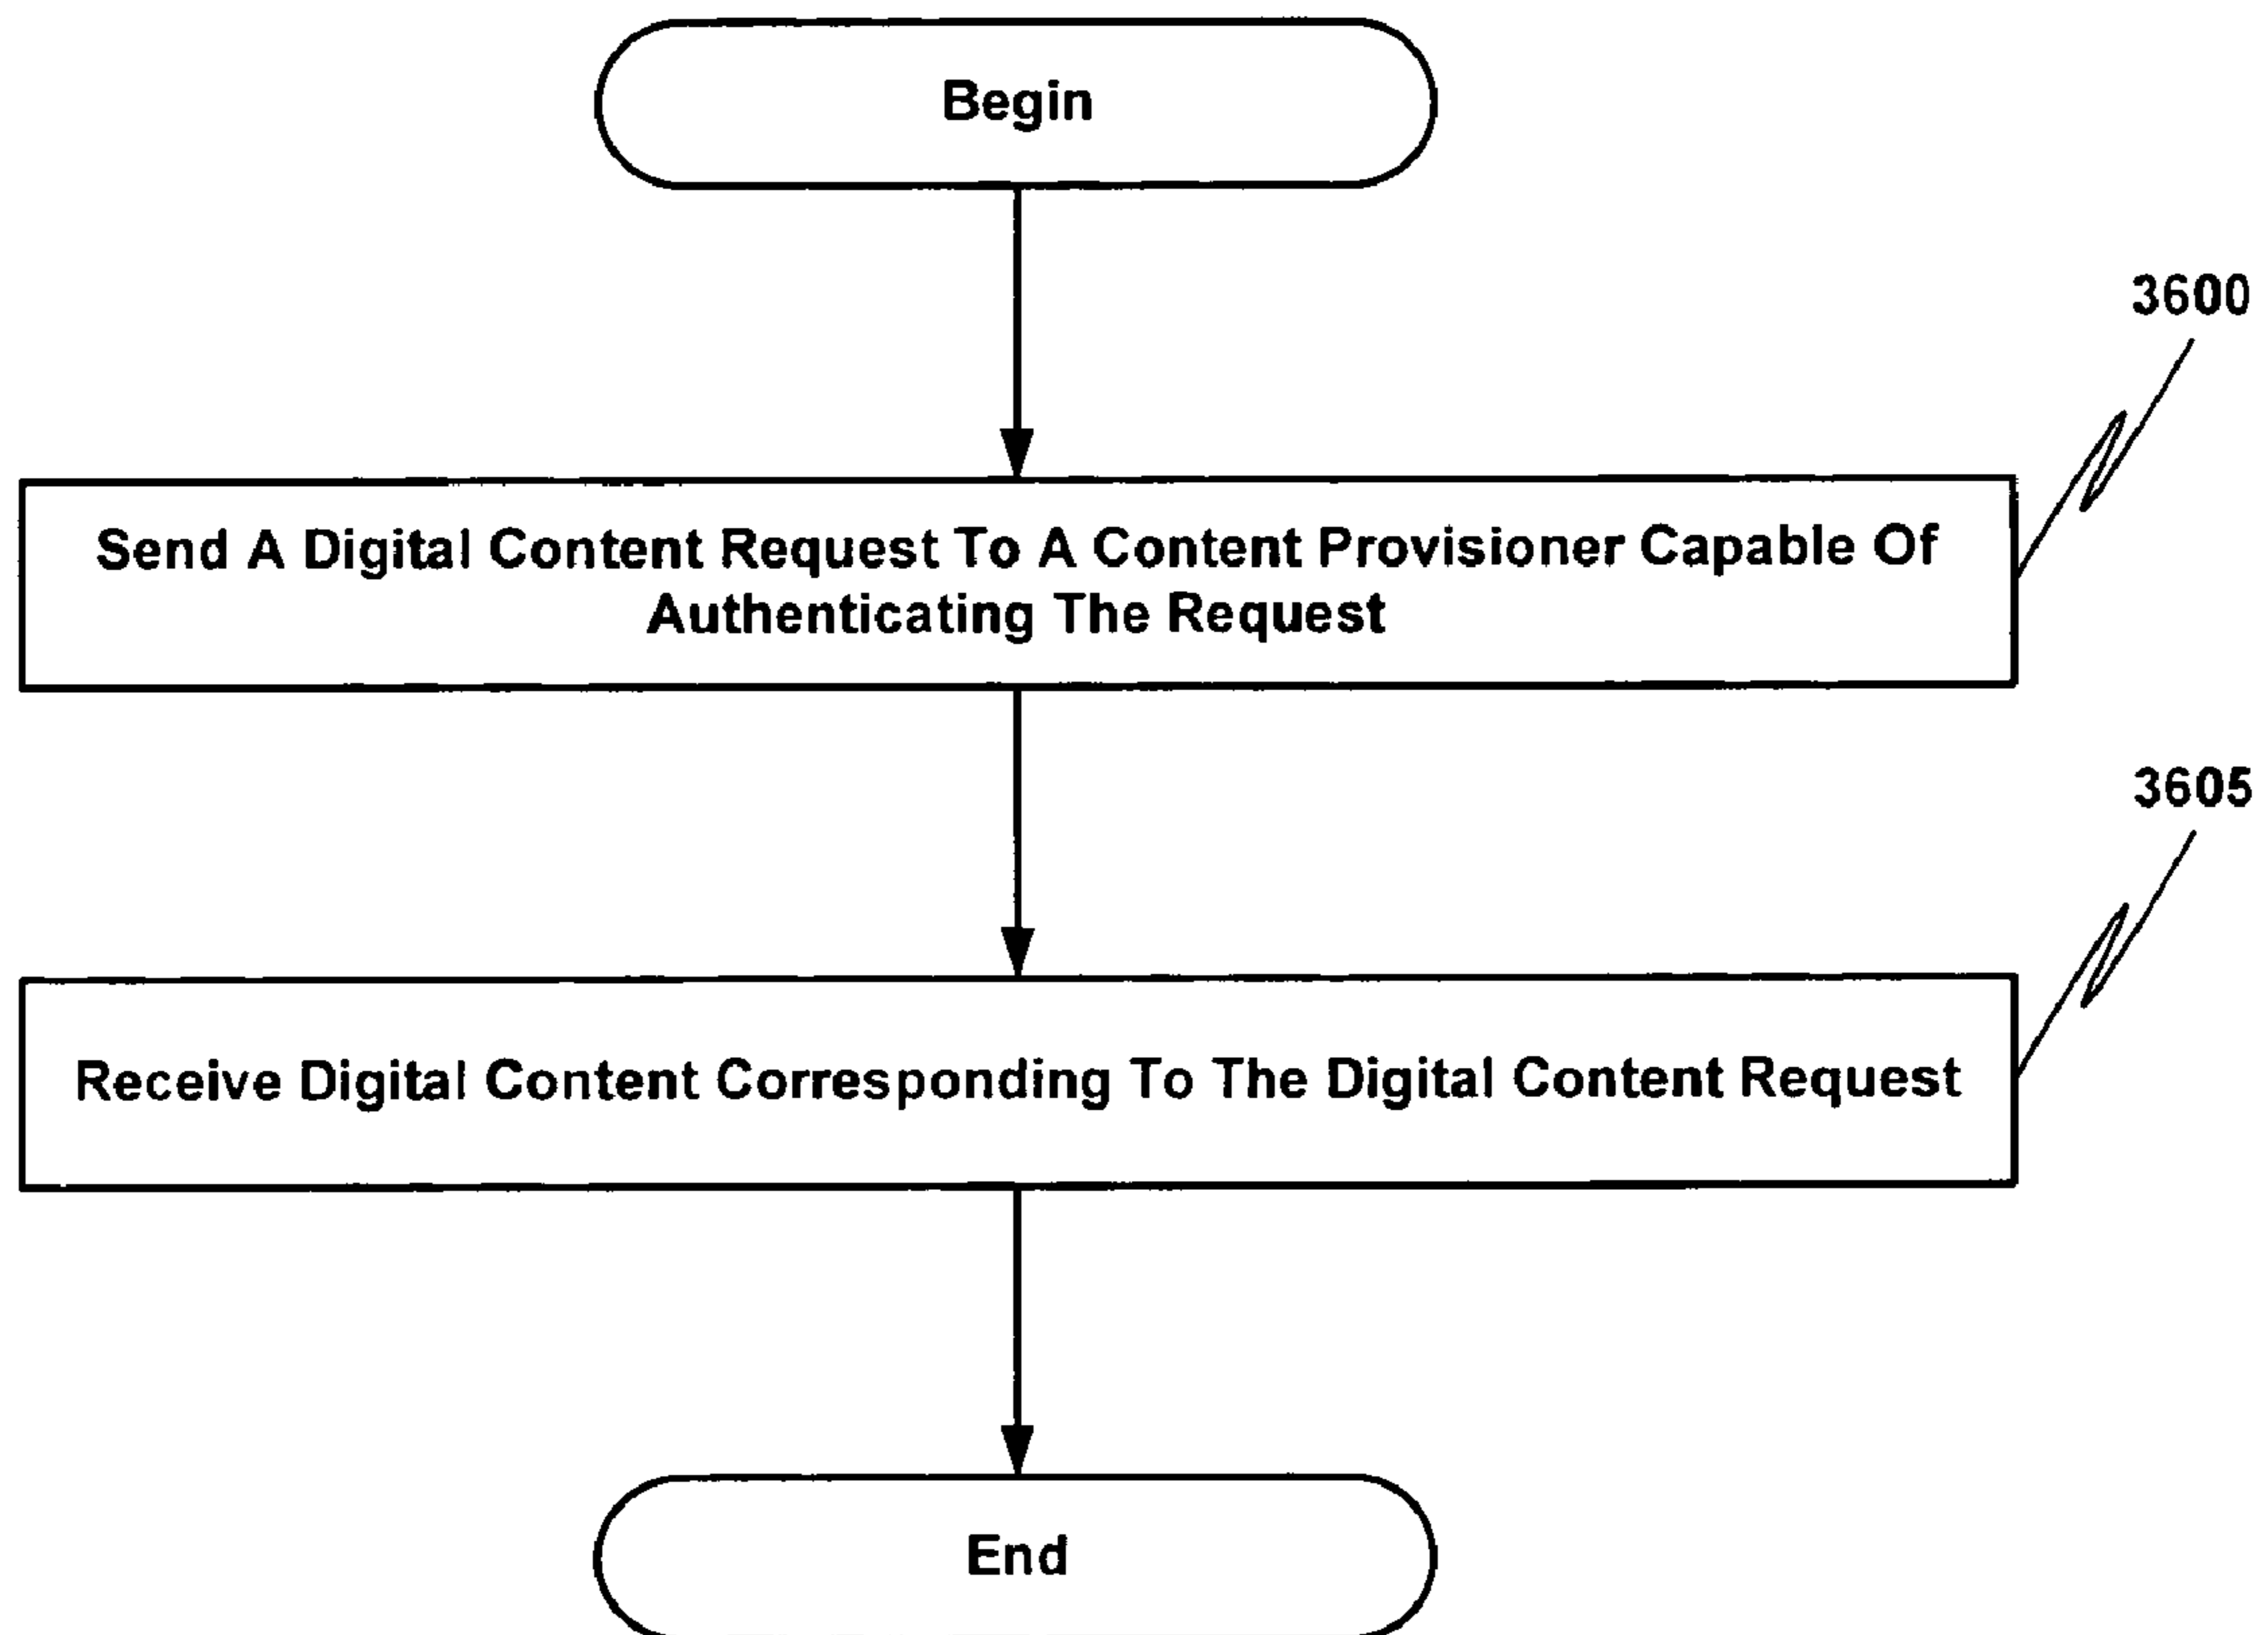 Begin
3600
Send A Digital Content Request To A Content Provisioner Capable Of
Authenticating The Request
3605
Receive Digital Content Corresponding To The Digital Content Request
End